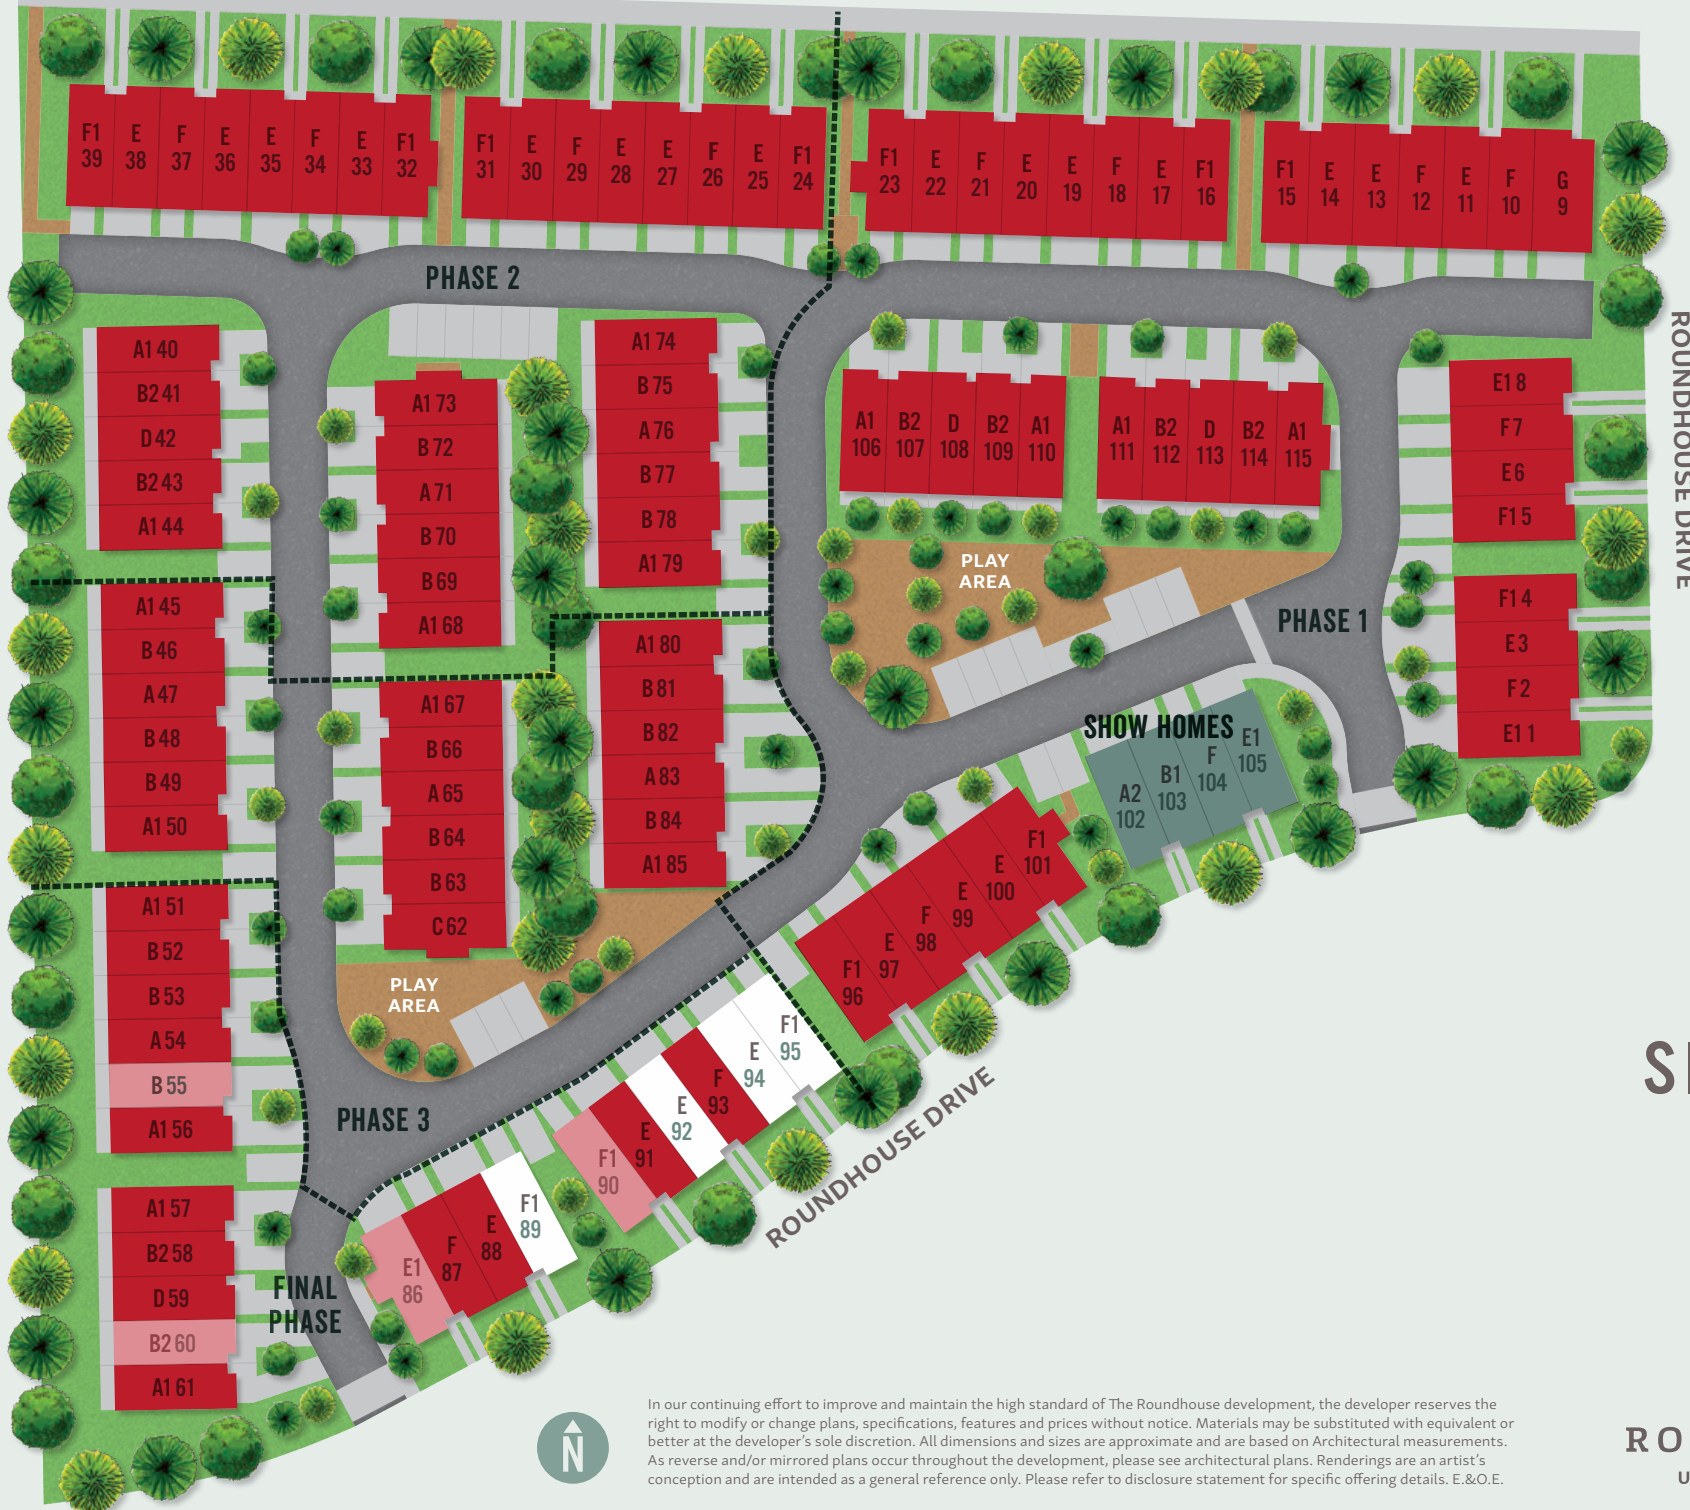 F1 39
E 38
F 37
E 36
E 35
F 34
E 33
F1 32
F1 31
E 30
F 29
E 28
E 27
F 26
E 25
F1 24
F1 23
E 22
F 21
E 20
E 19
F 18
E 17
F1 16
F1 15
E 14
E 13
F 12
E 11
F 10
G 9
PHASE 2
A1 40
B2 41
D 42
B2 43
A1 44
A1 73
B 72
A 71
B 70
B 69
A1 68
A1 74
B 75
A 76
B 77
B 78
A1 79
A1 106
B2 107
D 108
B2 109
A1 110
A1 111
B2 112
D 113
B2 114
A1 115
E1 8
F 7
E 6
F1 5
ROUNDHOUSE DRIVE
PLAY
AREA
PHASE 1
F1 4
E 3
F 2
E1 1
A1 45
B 46
A 47
B 48
B 49
A1 50
A1 67
B 66
A 65
B 64
B 63
C 62
A1 80
B 81
B 82
A 83
B 84
A1 85
SHOW HOMES
A2 102
B1 103
F 104
E1 105
F1 96
E 97
F 98
E 99
E 100
F1 101
A1 51
B 52
B 53
A 54
B 55
A1 56
PLAY
AREA
PHASE 3
F1 90
E 91
E 92
F 93
E 94
F1 95
ROUNDHOUSE DRIVE
A1 57
B2 58
D 59
B2 60
A1 61
FINAL
PHASE
E1 86
F 87
E 88
F1 89
N
In our continuing effort to improve and maintain the high standard of The Roundhouse development, the developer reserves the
right to modify or change plans, specifications, features and prices without notice. Materials may be substituted with equivalent or
better at the developer's sole discretion. All dimensions and sizes are approximate and are based on Architectural measurements.
As reverse and/or mirrored plans occur throughout the development, please see architectural plans. Renderings are an artist's
conception and are intended as a general reference only. Please refer to disclosure statement for specific offering details. E.&O.E.
S
RO
U